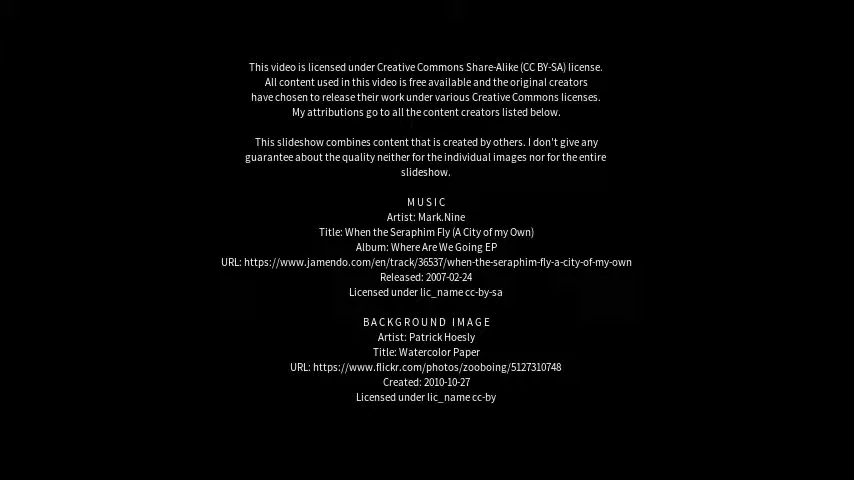 This video is licensed under Creative Commons Share-Alike (CC BY-SA) license.
All content used in this video is free available and the original creators
have chosen to release their work under various Creative Commons licenses.
My attributions go to all the content creators listed below.
This slideshow combines content that is created by others. I don't give any
guarantee about the quality neither for the individual images nor for the entire
slideshow.
MUSIC
Artist: Mark.Nine
Title: When the Seraphim Fly (A City of my Own)
Album: Where Are We Going EP
URL: https://www.jamendo.com/en/track/36537/when-the-seraphim-fly-a-city-of-my-own
Released: 2007-02-24
Licensed under lic_name cc-by-sa
BACKGROUND IMAGE
Artist: Patrick Hoesly
Title: Watercolor Paper
URL: https://www.flickr.com/photos/zooboing/5127310748
Created: 2010-10-27
Licensed under lic_name cc-by